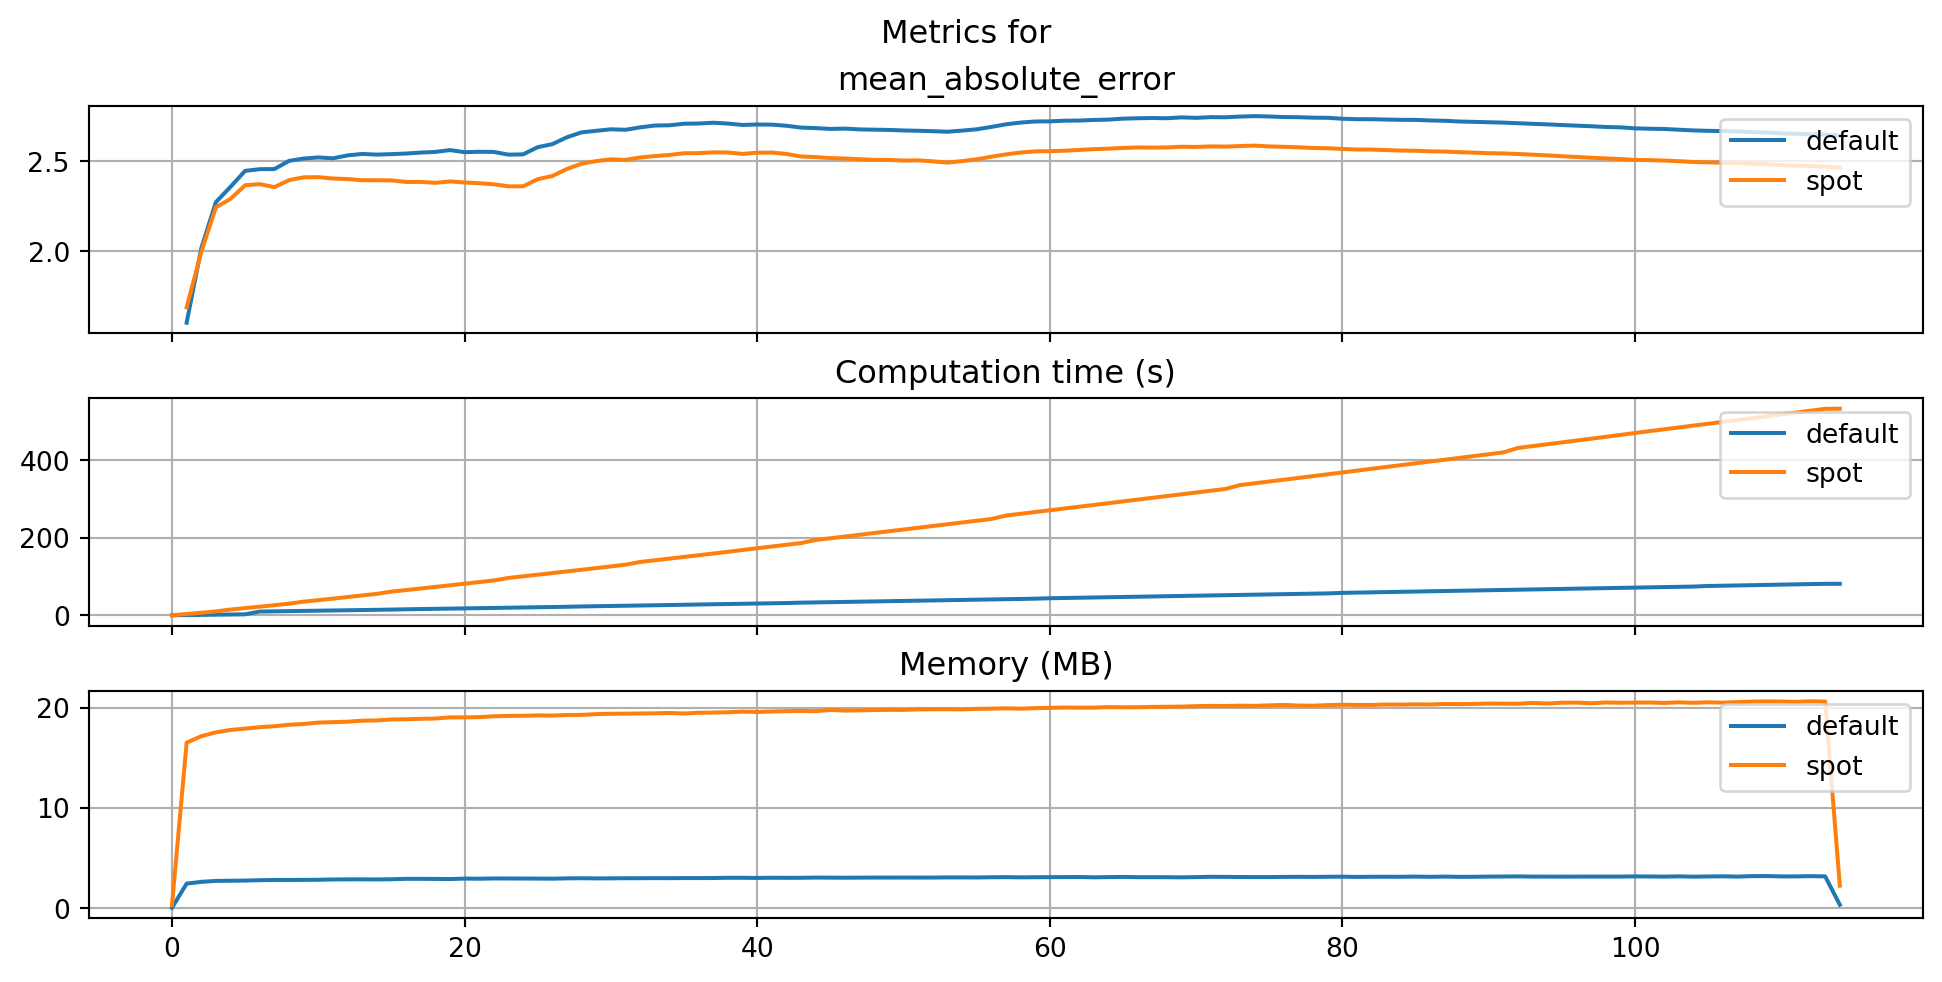 Metrics for
mean_absolute_error
2.5
2.0
default
spot
Computation time (s)
400
200
0
default
spot
Memory (MB)
20
10
0
default
spot
0 20 40 60 80 100